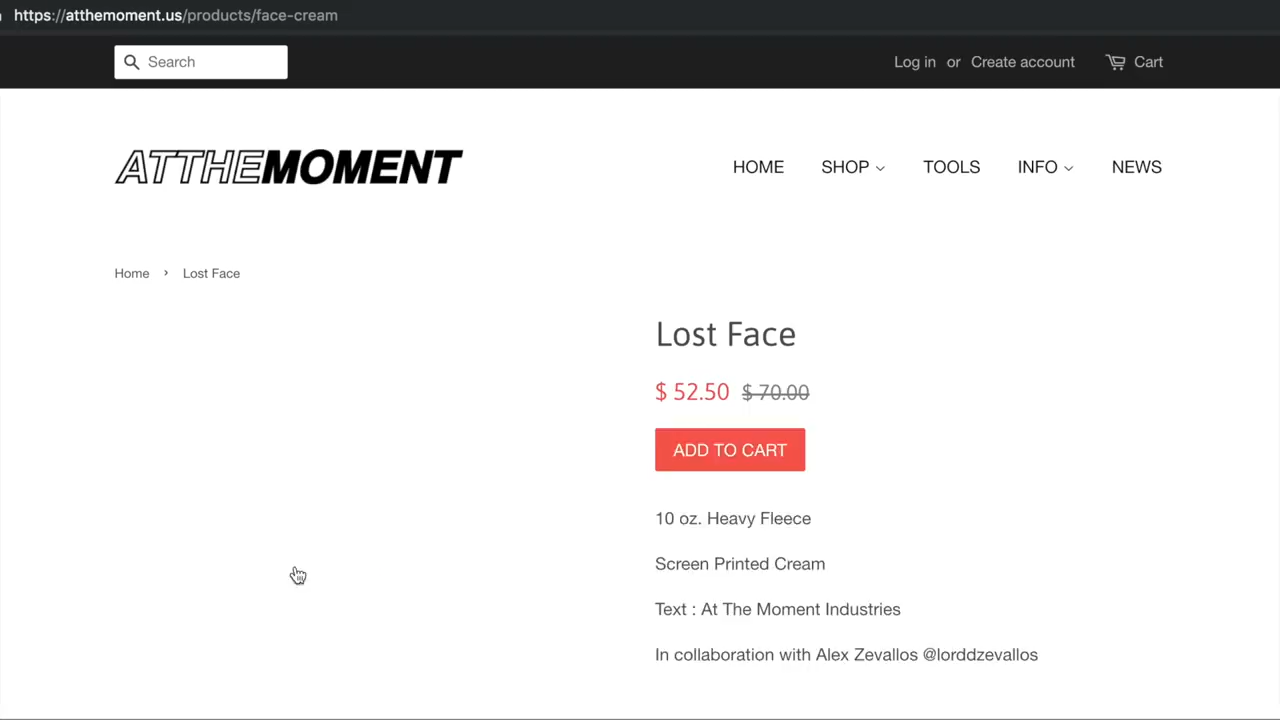 https://atthemoment.us/products/face-cream
Search
Log in or Create account Cart
ATTHEMOMENT
HOME SHOP TOOLS INFO NEWS
Home › Lost Face
Lost Face
$ 52.50 $ 70.00
ADD TO CART
10 oz. Heavy Fleece
Screen Printed Cream
Text : At The Moment Industries
In collaboration with Alex Zevallos @lorddzevallos